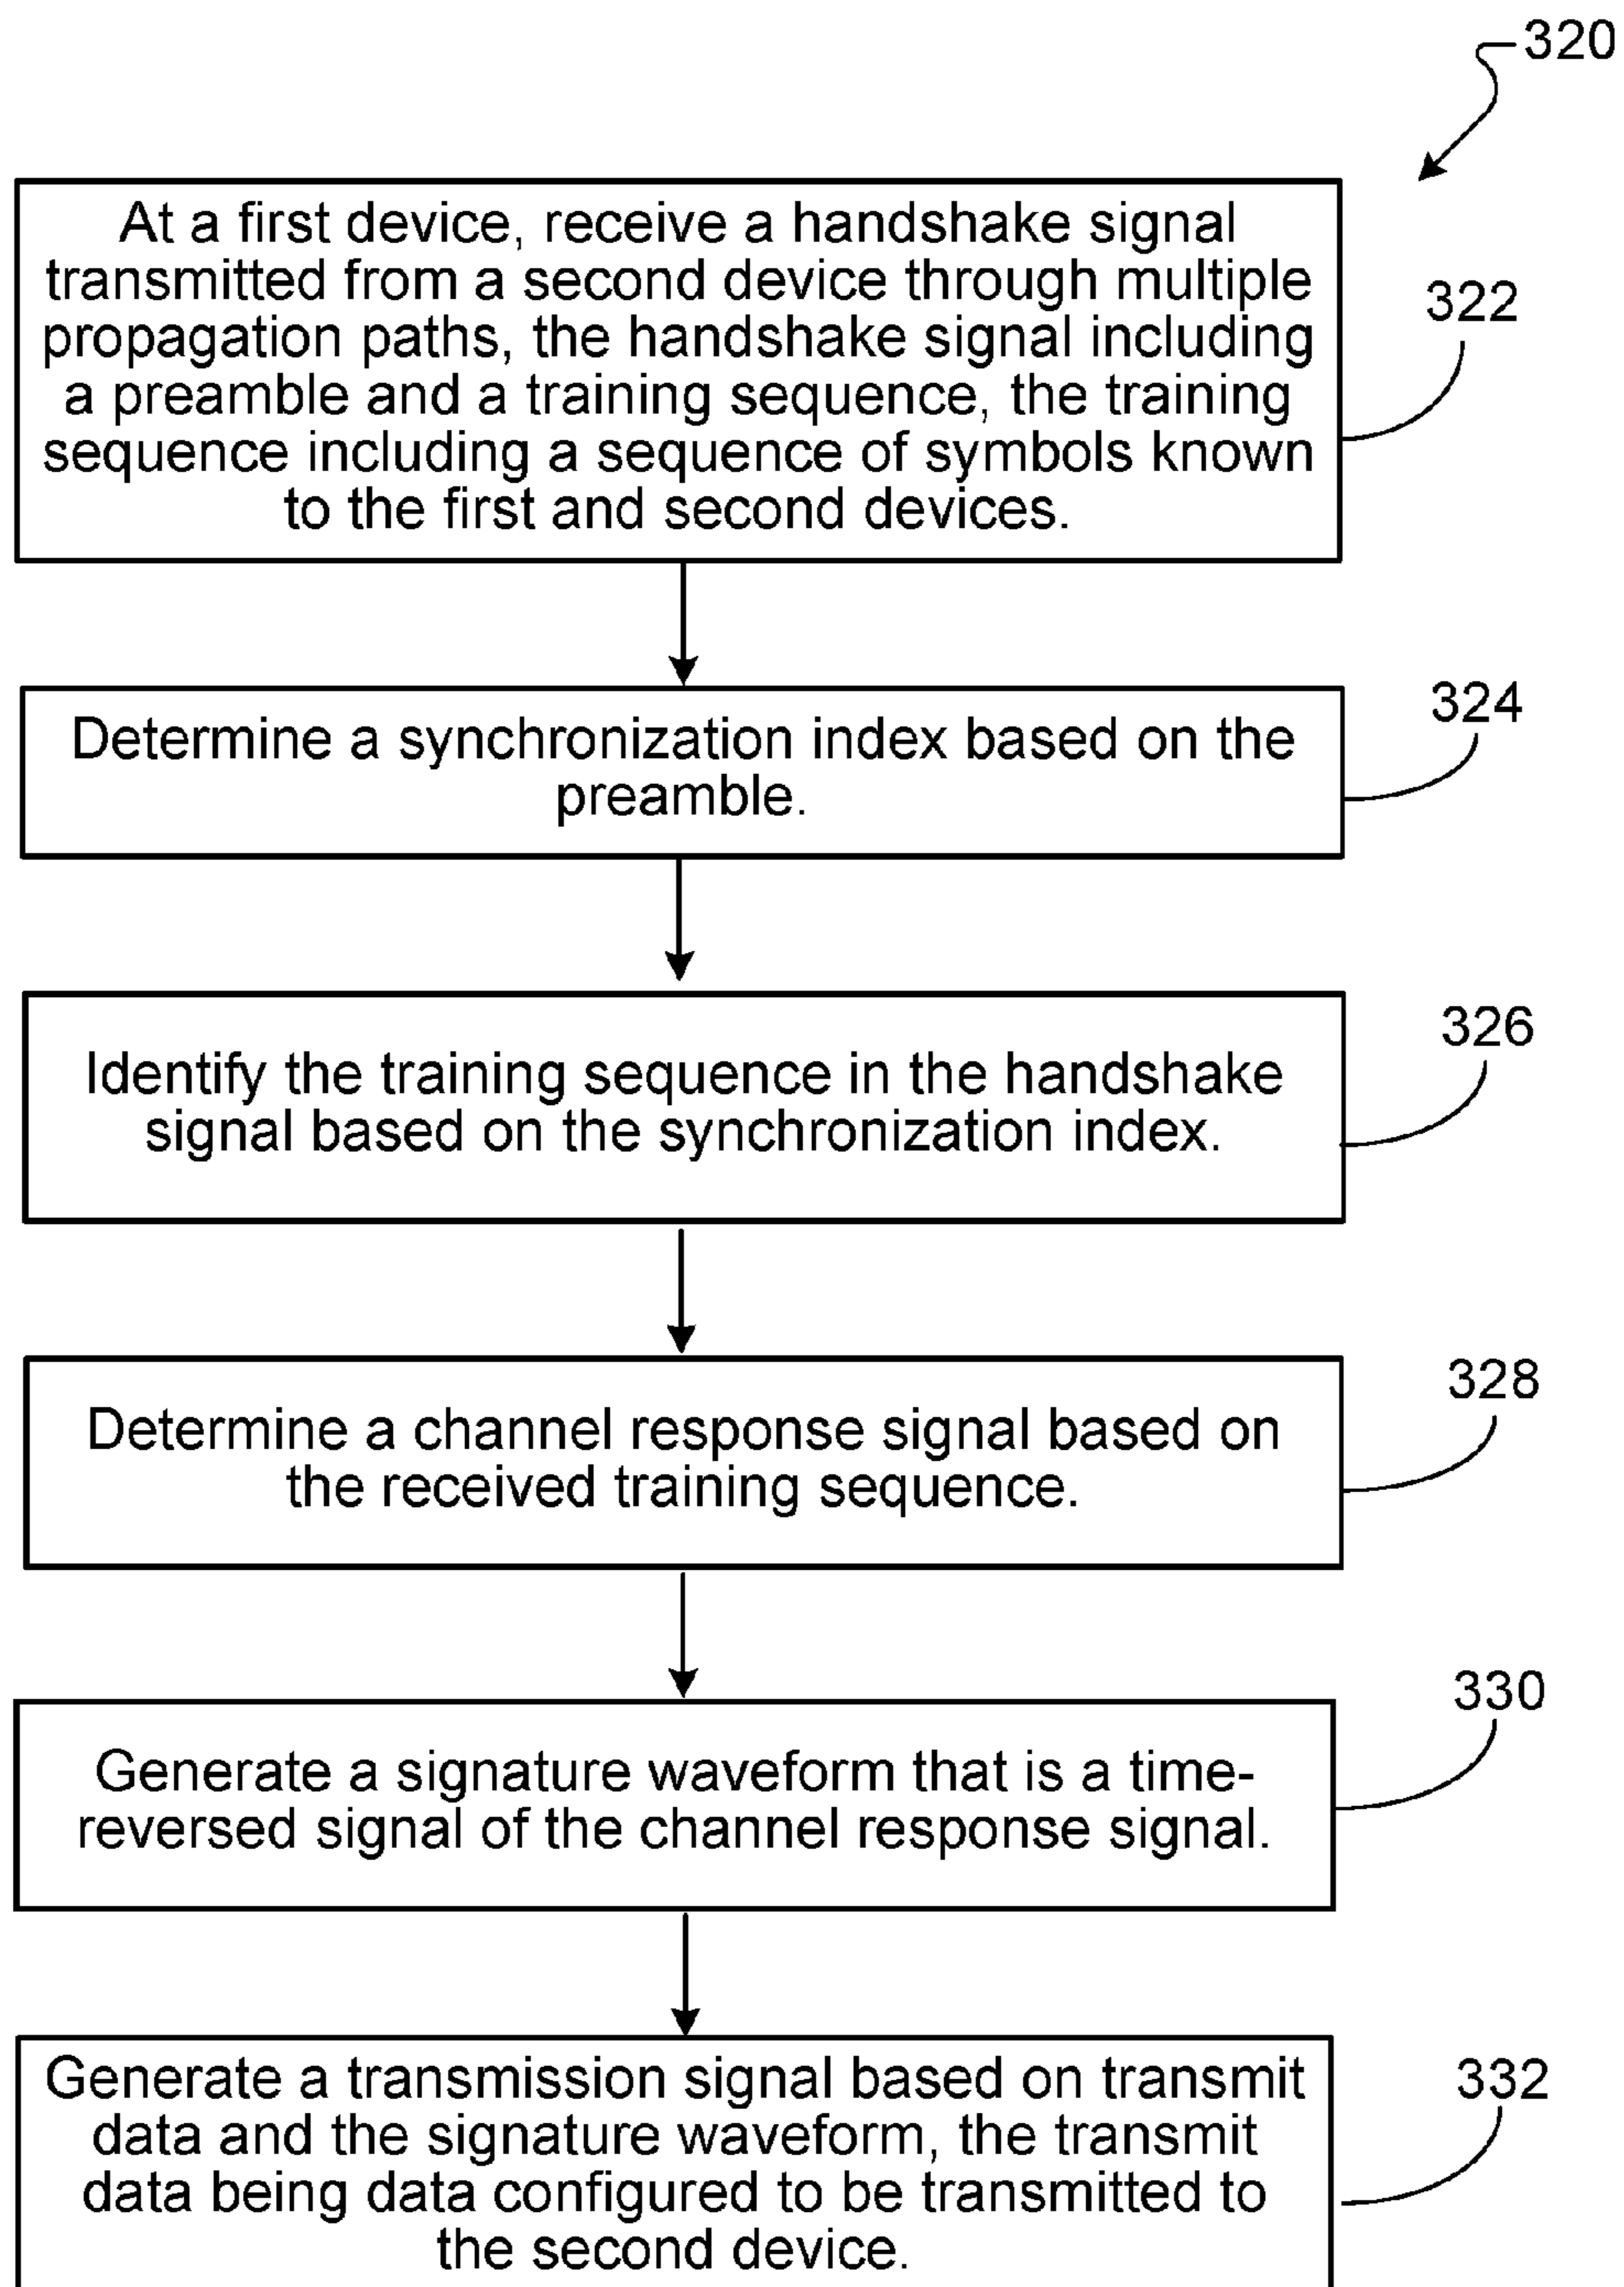 320
At a first device, receive a handshake signal
transmitted from a second device through multiple
propagation paths, the handshake signal including
a preamble and a training sequence, the training
sequence including a sequence of symbols known
to the first and second devices.
322
Determine a synchronization index based on the
preamble.
324
Identify the training sequence in the handshake
signal based on the synchronization index.
326
Determine a channel response signal based on
the received training sequence.
328
Generate a signature waveform that is a time-
reversed signal of the channel response signal.
330
Generate a transmission signal based on transmit
data and the signature waveform, the transmit
data being data configured to be transmitted to
the second device.
332